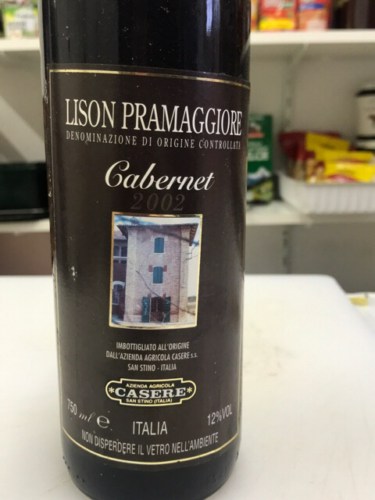 LISON PRAMAGGIORE
DENOMINAZIONE DI ORIGINE CONTROLLATA
Cabernet
2002
IMBOTTIGLIATO ALL'ORIGINE
DALL'AZIENDA AGRICOLA CASERE s.s.
SAN STINO - ITALIA
AZIENDA AGRICOLA
*CASERE*
SAN STINO (ITALIA)
750 ml e ITALIA 12%VOL
NON DISPERDERE IL VETRO NELL'AMBIENTE